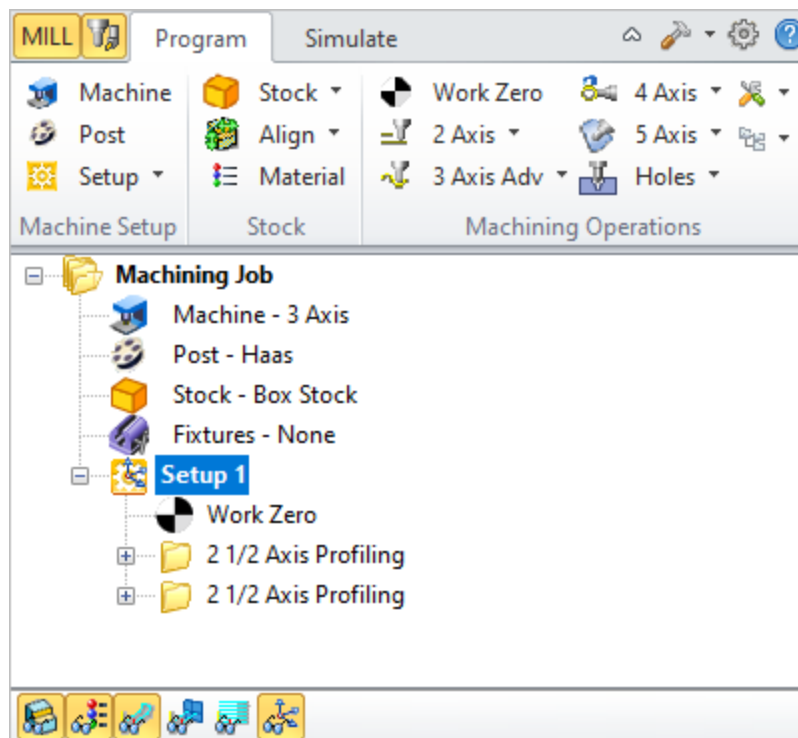 MILL Program Simulate
Machine Stock Work Zero 4 Axis
Post Align 2 Axis 5 Axis
Setup Material 3 Axis Adv Holes
Machine Setup Stock Machining Operations
Machining Job
Machine - 3 Axis
Post - Haas
Stock - Box Stock
Fixtures - None
Setup 1
Work Zero
2 1/2 Axis Profiling
2 1/2 Axis Profiling